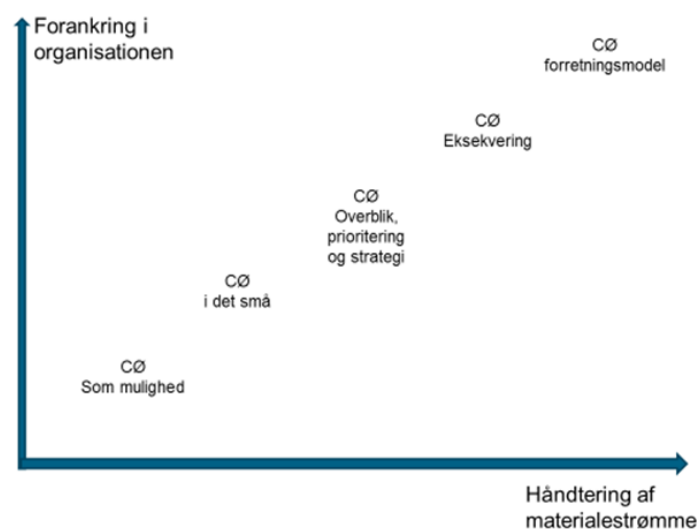 Forankring i
organisationen
CØ
forretningsmodel
CØ
Eksekvering
CØ
Overblik,
prioritering
og strategi
CØ
i det små
CØ
Som mulighed
Håndtering af
materialestrømme